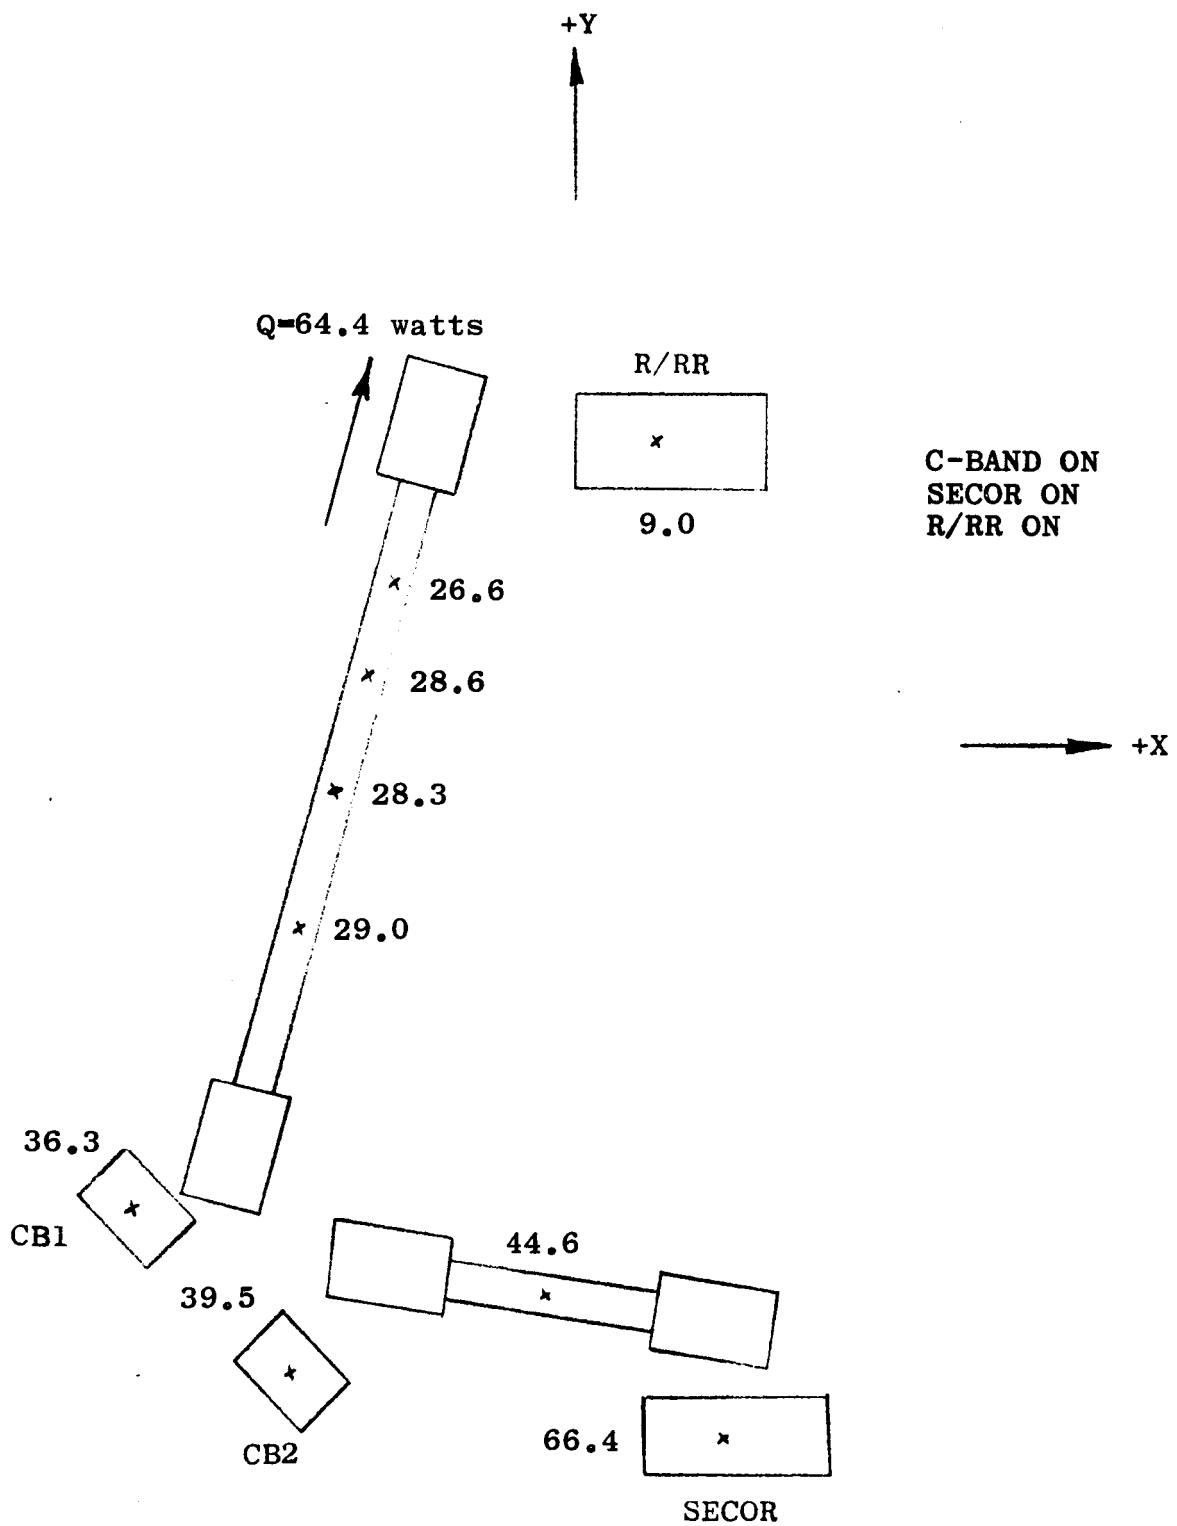 +Y
Q=64.4 watts
R/RR
C-BAND ON
SECOR ON
R/RR ON
9.0
26.6
28.6
+X
28.3
29.0
36.3
CB1
44.6
39.5
66.4
CB2
SECOR